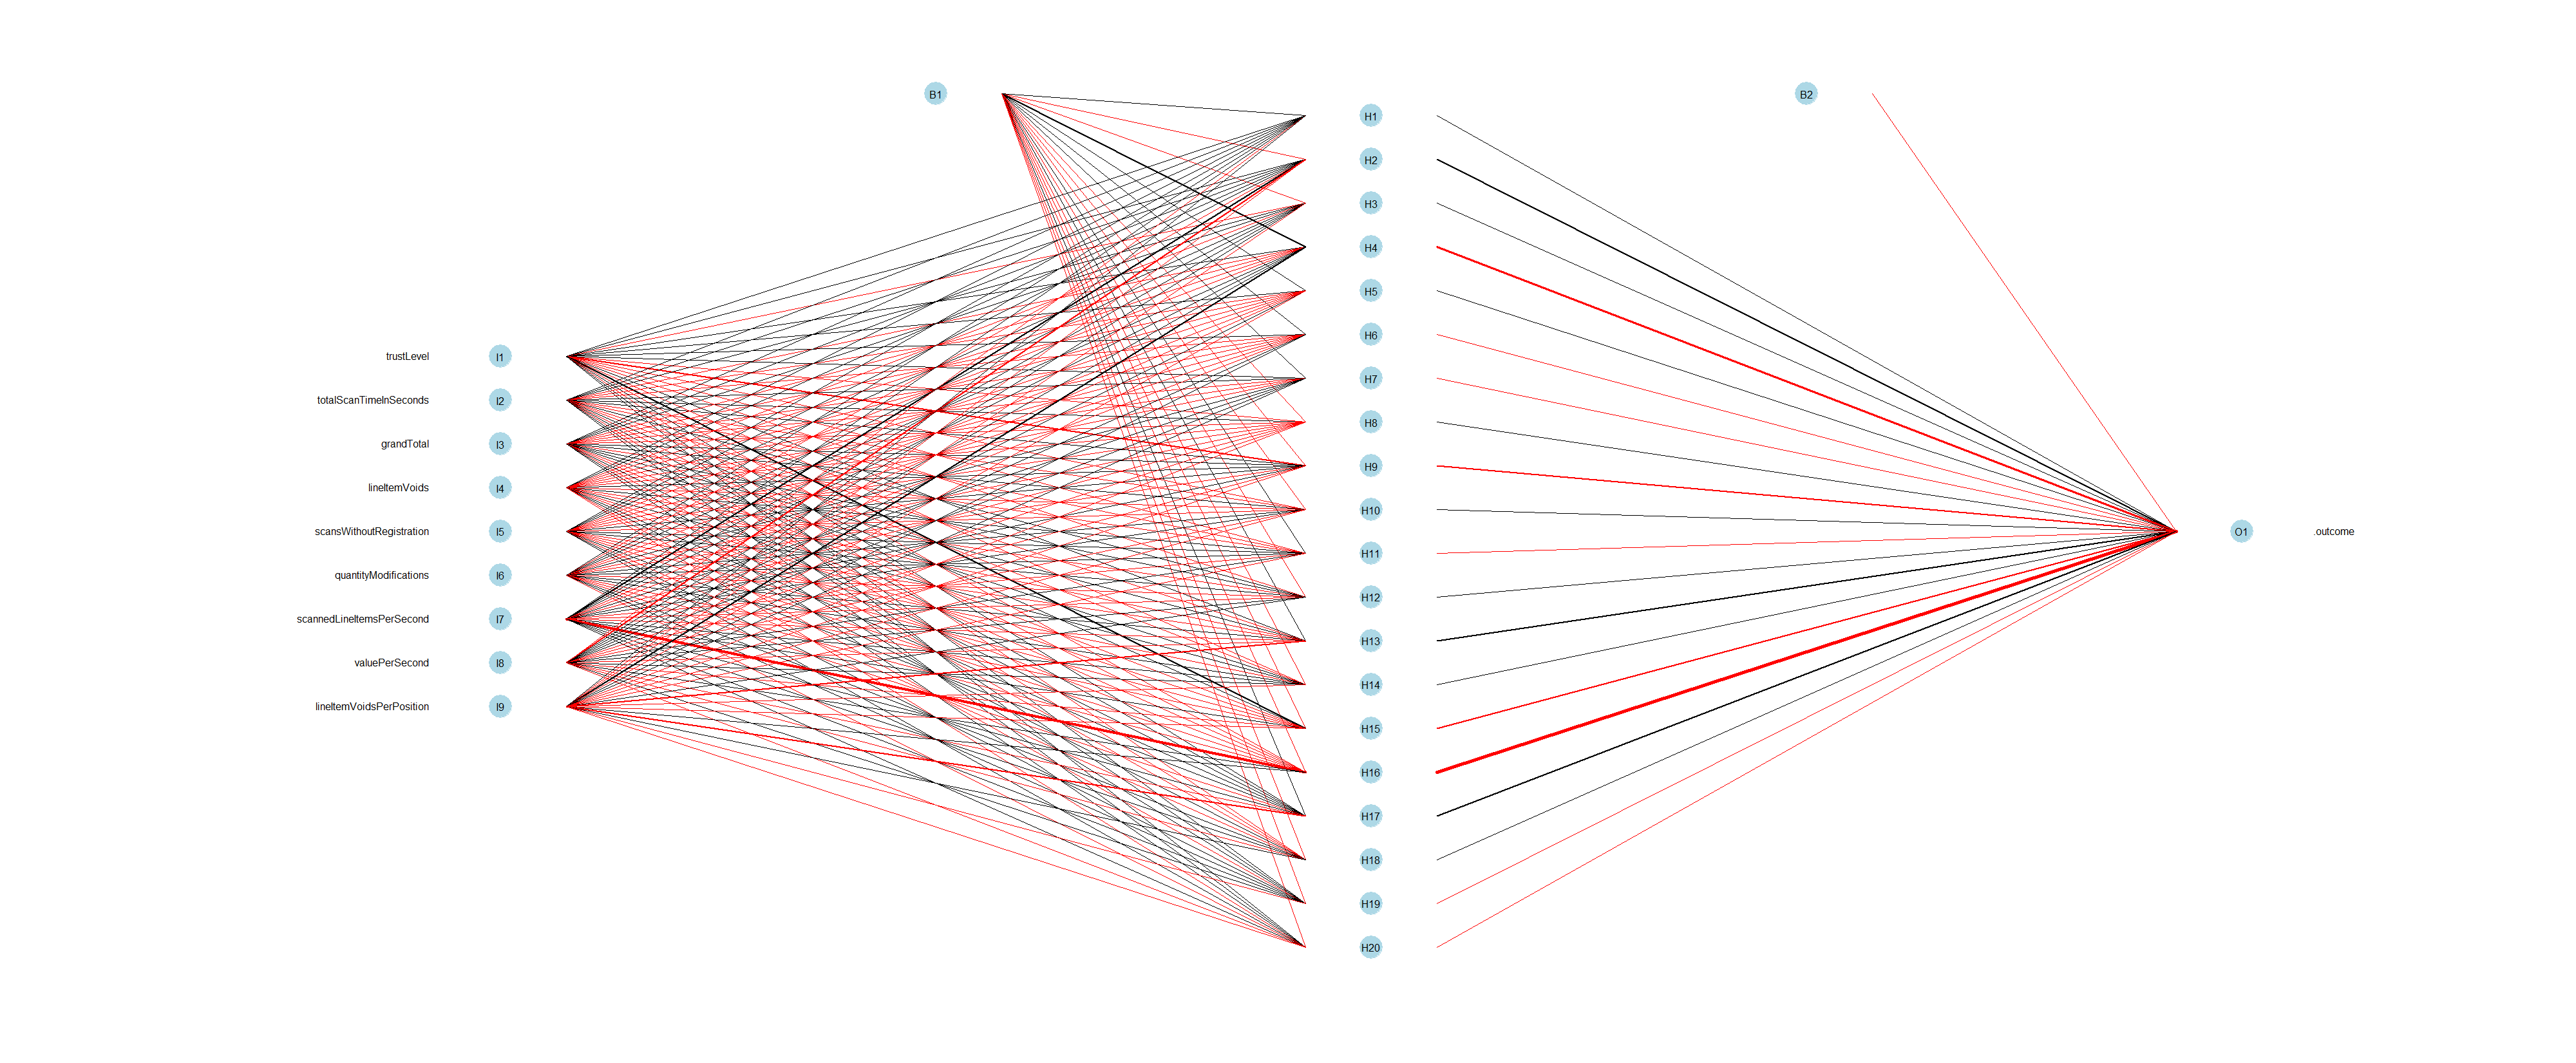 B1
B2
H1
H2
H3
H4
H5
H6
trustLevel I1
H7
totalScanTimeInSeconds I2
H8
grandTotal I3
H9
lineItemVoids I4
H10
scansWithoutRegistration I5
O1 .outcome
H11
quantityModifications I6
H12
scannedLineItemsPerSecond I7
H13
valuePerSecond I8
H14
lineItemVoidsPerPosition I9
H15
H16
H17
H18
H19
H20